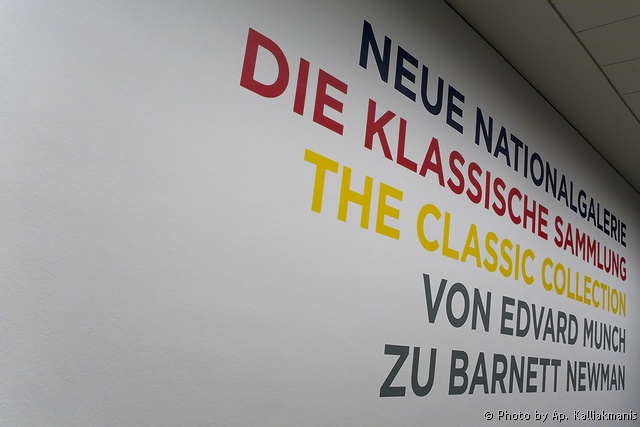 NEUE NATIONALGALERIE
DIE KLASSISCHE SAMMLUNG
THE CLASSIC COLLECTION
VON EDVARD MUNCH
ZU BARNETT NEWMAN
© Photo by Ap. Kalliakmanis